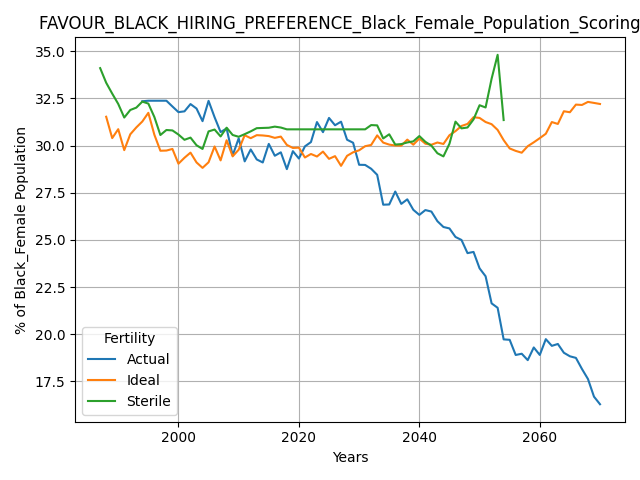 FAVOUR_BLACK_HIRING_PREFERENCE_Black_Female_Population_Scoring
% of Black_Female Population
35.0
32.5
30.0
27.5
25.0
22.5
20.0
17.5
Fertility
Actual
Ideal
Sterile
2000 2020 2040 2060
Years